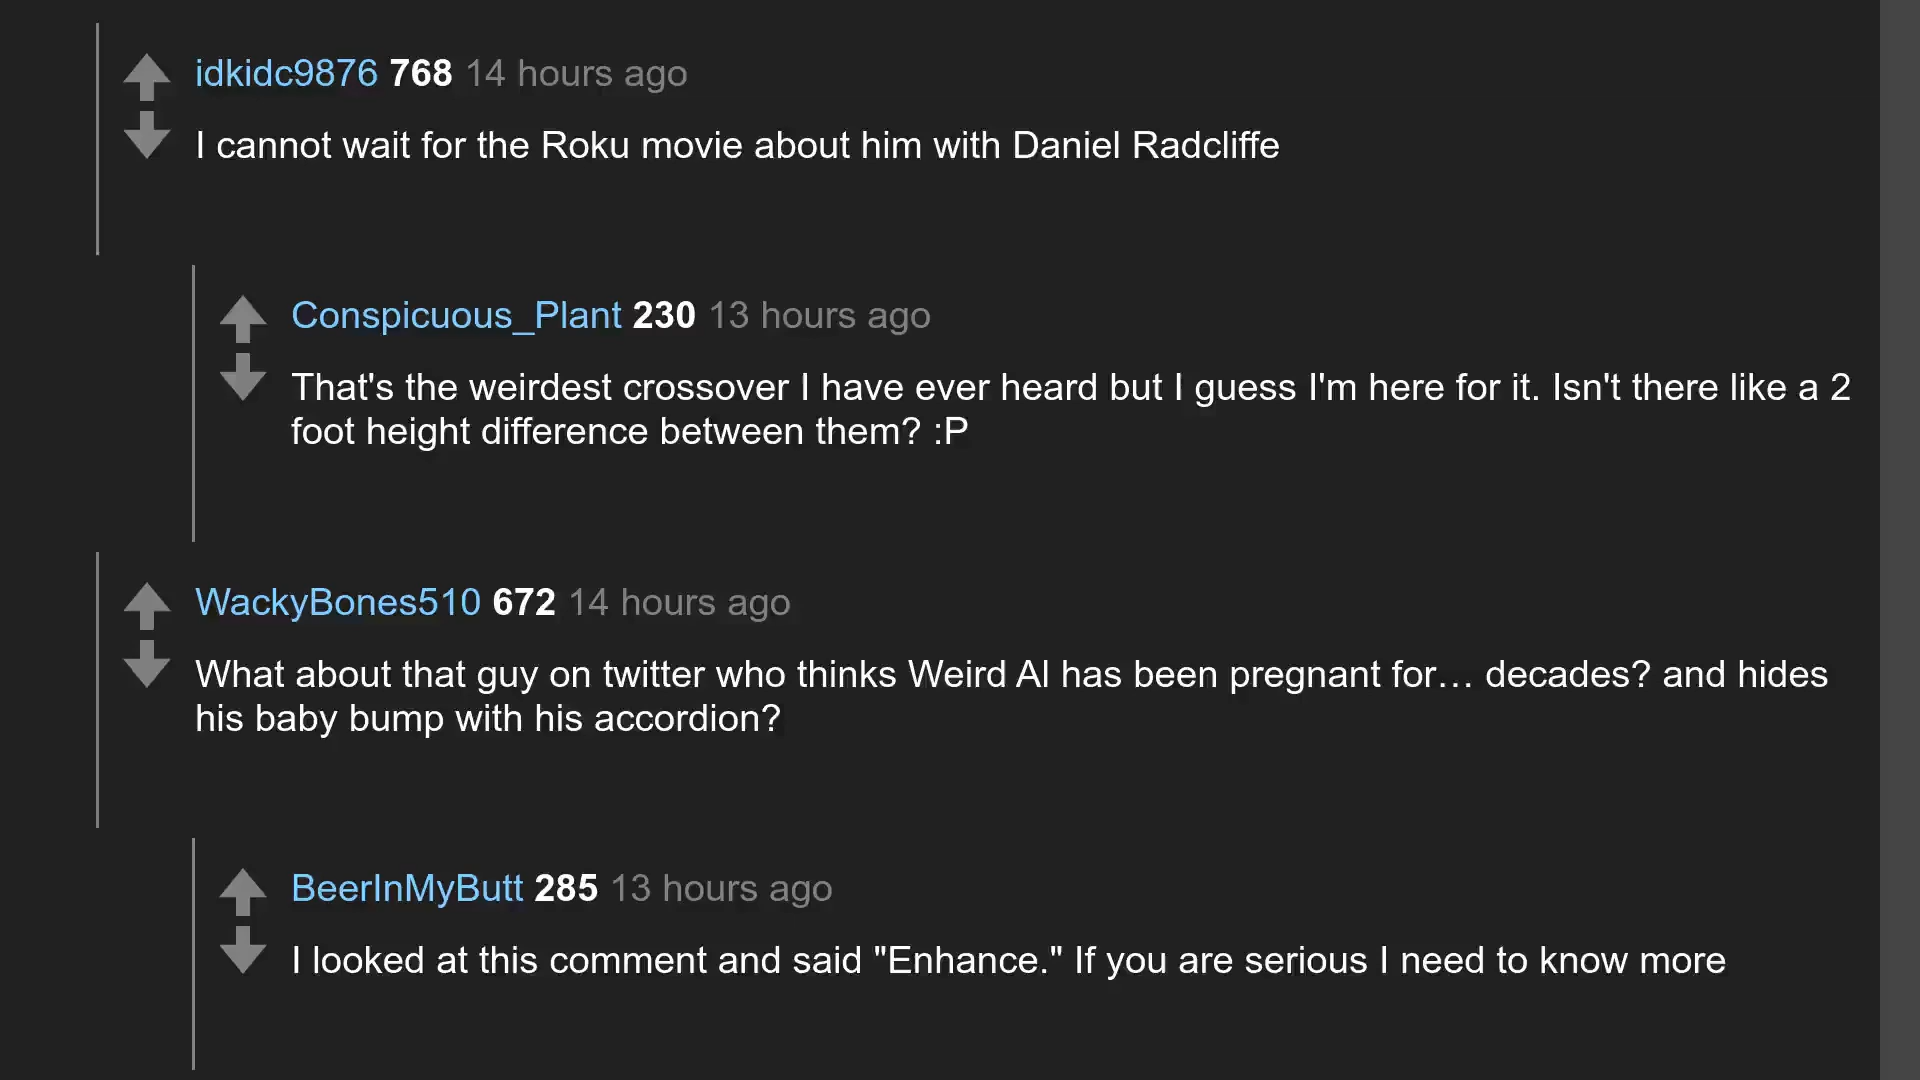 idkidc9876 768 14 hours ago
I cannot wait for the Roku movie about him with Daniel Radcliffe
Conspicuous_Plant 230 13 hours ago
That's the weirdest crossover I have ever heard but I guess I'm here for it. Isn't there like a 2
foot height difference between them? :P
WackyBones510 672 14 hours ago
What about that guy on twitter who thinks Weird Al has been pregnant for… decades? and hides
his baby bump with his accordion?
BeerInMyButt 285 13 hours ago
I looked at this comment and said "Enhance." If you are serious I need to know more